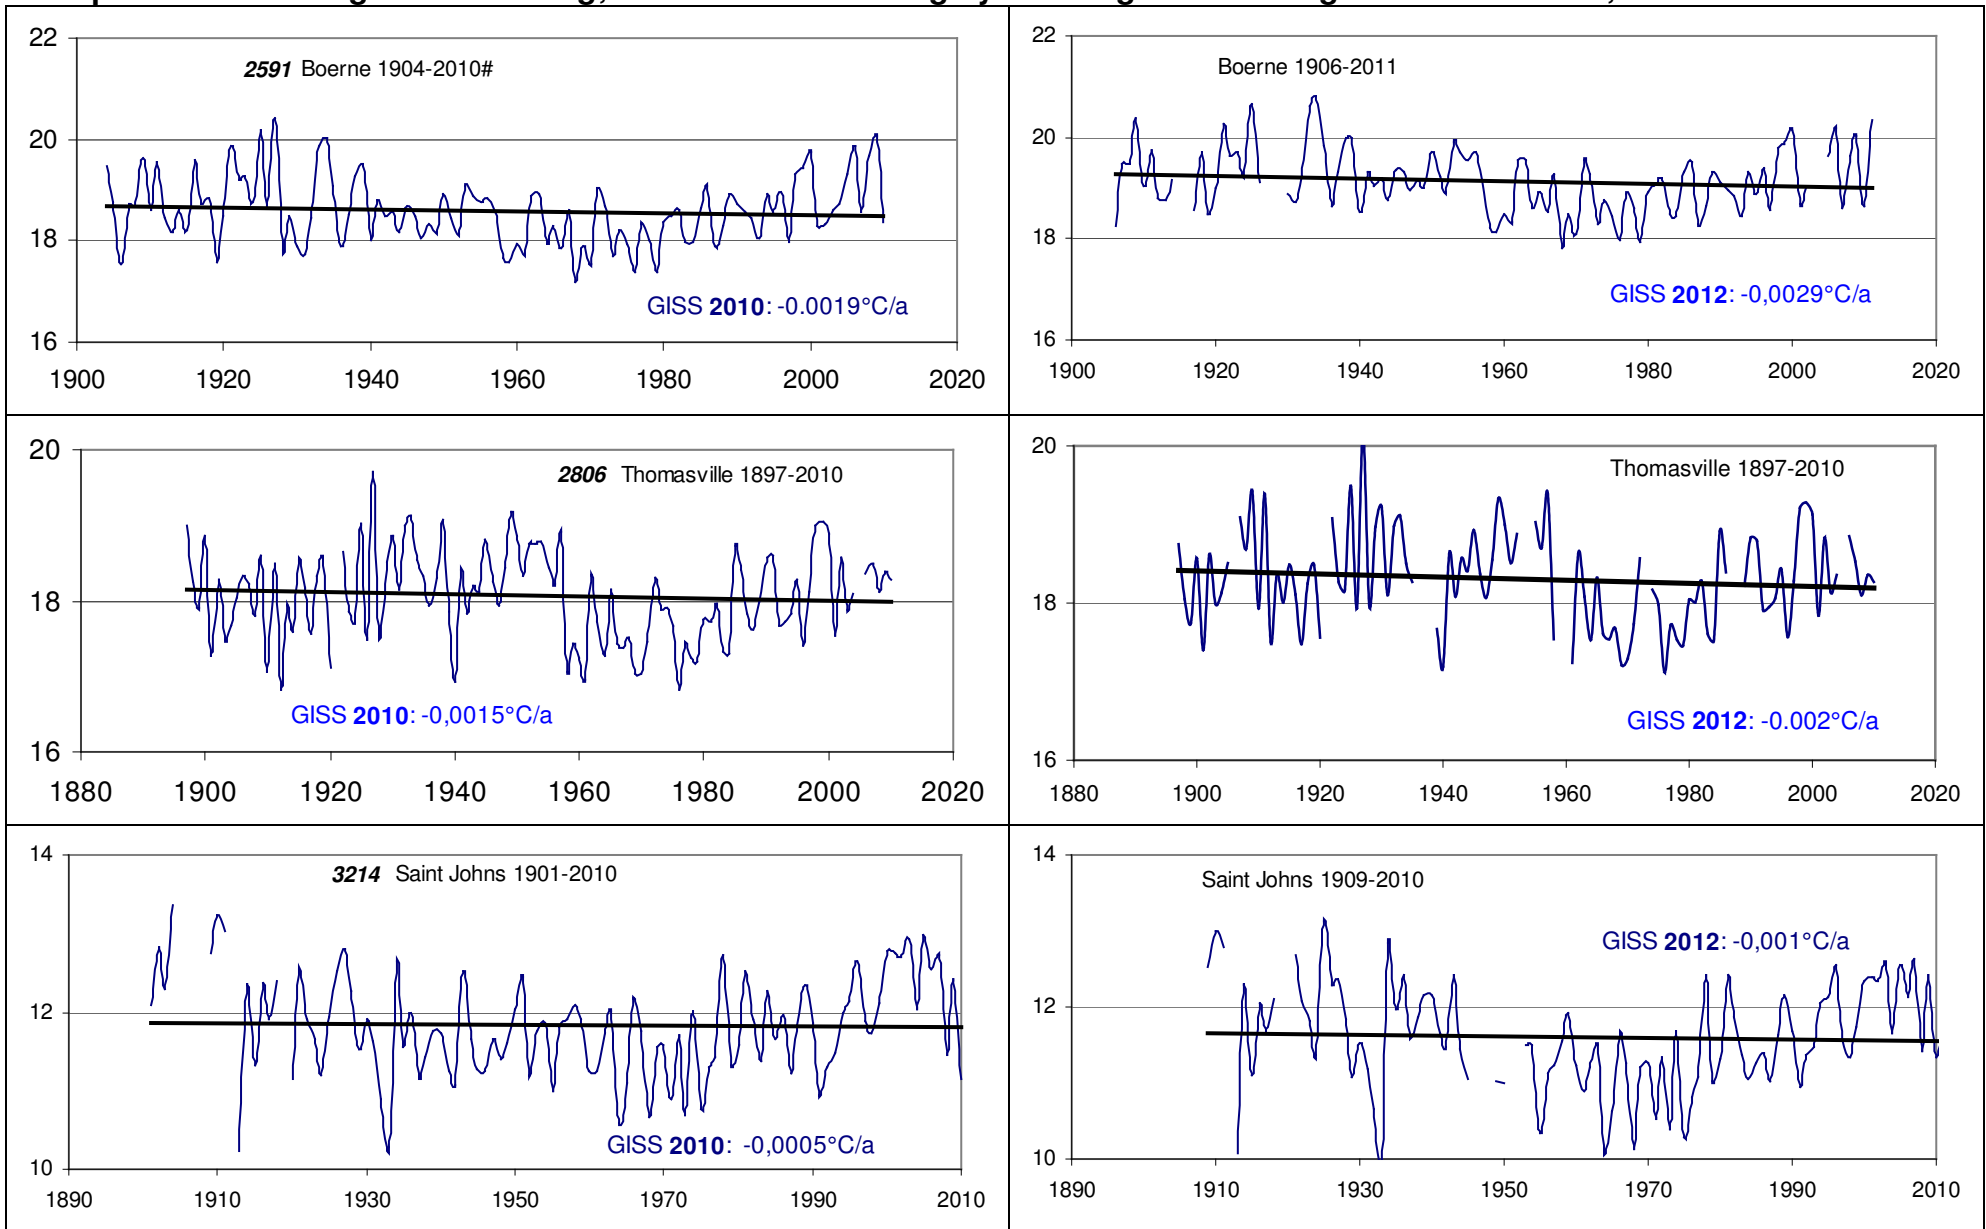 22
20
18
16
1900 1920 1940 1960 1980 2000 2020
2591 Boerne 1904-2010#
GISS 2010: -0.0019°C/a
22
20
18
16
1900 1920 1940 1960 1980 2000 2020
Boerne 1906-2011
GISS 2012: -0,0029°C/a
20
18
16
1880 1900 1920 1940 1960 1980 2000 2020
2806 Thomasville 1897-2010
GISS 2010: -0,0015°C/a
20
18
16
1880 1900 1920 1940 1960 1980 2000 2020
Thomasville 1897-2010
GISS 2012: -0.002°C/a
14
12
10
1890 1910 1930 1950 1970 1990 2010
3214 Saint Johns 1901-2010
GISS 2010: -0,0005°C/a
14
12
10
1890 1910 1930 1950 1970 1990 2010
Saint Johns 1909-2010
GISS 2012: -0,001°C/a